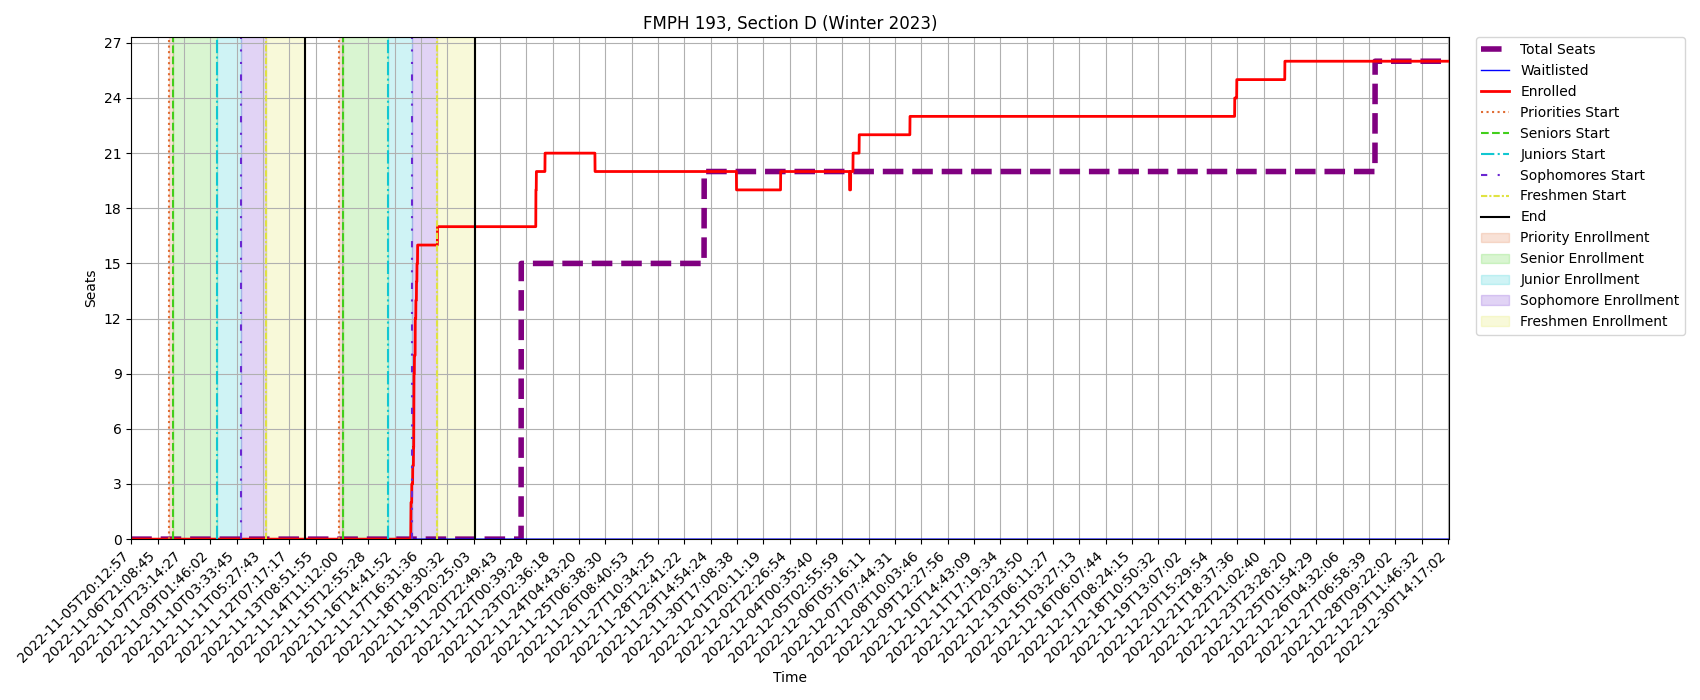 FMPH 193, Section D (Winter 2023)
27
24
21
18
15
12
9
6
3
0
Seats
2022-11-05T20:12:57
2022-11-06T21:08:45
2022-11-07T23:14:27
2022-11-09T01:46:02
2022-11-10T03:33:45
2022-11-11T05:27:43
2022-11-12T07:17:17
2022-11-13T08:51:55
2022-11-14T11:12:00
2022-11-15T12:55:28
2022-11-16T14:41:52
2022-11-17T16:31:36
2022-11-18T18:30:32
2022-11-19T20:25:03
2022-11-20T22:49:43
2022-11-22T00:39:28
2022-11-23T02:36:18
2022-11-24T04:43:20
2022-11-25T06:38:30
2022-11-26T08:40:53
2022-11-27T10:34:25
2022-11-28T12:41:22
2022-11-29T14:54:24
2022-11-30T17:08:38
2022-12-01T20:11:19
2022-12-02T22:26:54
2022-12-04T00:35:40
2022-12-05T02:55:59
2022-12-06T05:16:11
2022-12-07T07:44:31
2022-12-08T10:03:46
2022-12-09T12:27:56
2022-12-10T14:43:09
2022-12-11T17:19:34
2022-12-12T20:23:50
2022-12-13T06:11:27
2022-12-15T03:27:13
2022-12-16T06:07:44
2022-12-17T08:24:15
2022-12-18T10:50:32
2022-12-19T13:07:02
2022-12-20T15:29:54
2022-12-21T18:37:36
2022-12-22T21:02:40
2022-12-23T23:28:20
2022-12-25T01:54:29
2022-12-26T04:32:06
2022-12-27T06:58:39
2022-12-28T09:22:02
2022-12-29T11:46:32
2022-12-30T14:17:02
Time
Total Seats
Waitlisted
Enrolled
Priorities Start
Seniors Start
Juniors Start
Sophomores Start
Freshmen Start
End
Priority Enrollment
Senior Enrollment
Junior Enrollment
Sophomore Enrollment
Freshmen Enrollment